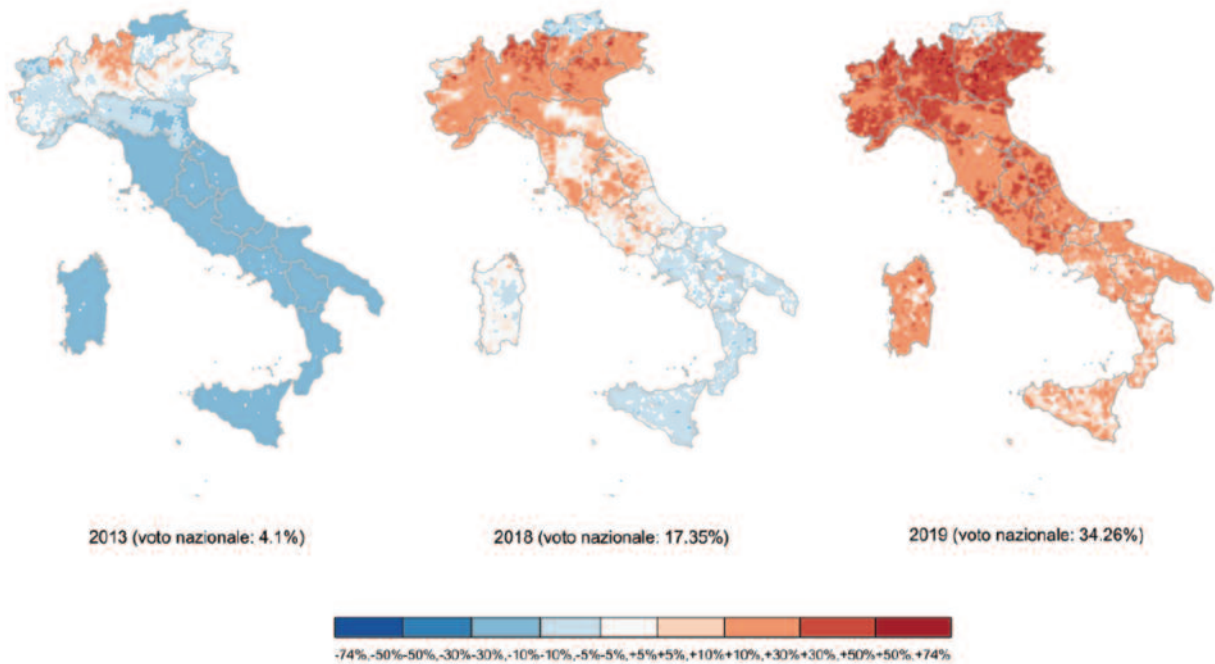 2013 (voto nazionale: 4.1%)
2018 (voto nazionale: 17.35%)
2019 (voto nazionale: 34.26%)
-74%,-50%-50%,-30%-30%,-10%-10%,-5%-5%,+5%+5%,+10%+10%,+30%+30%,+50%+50%,+74%